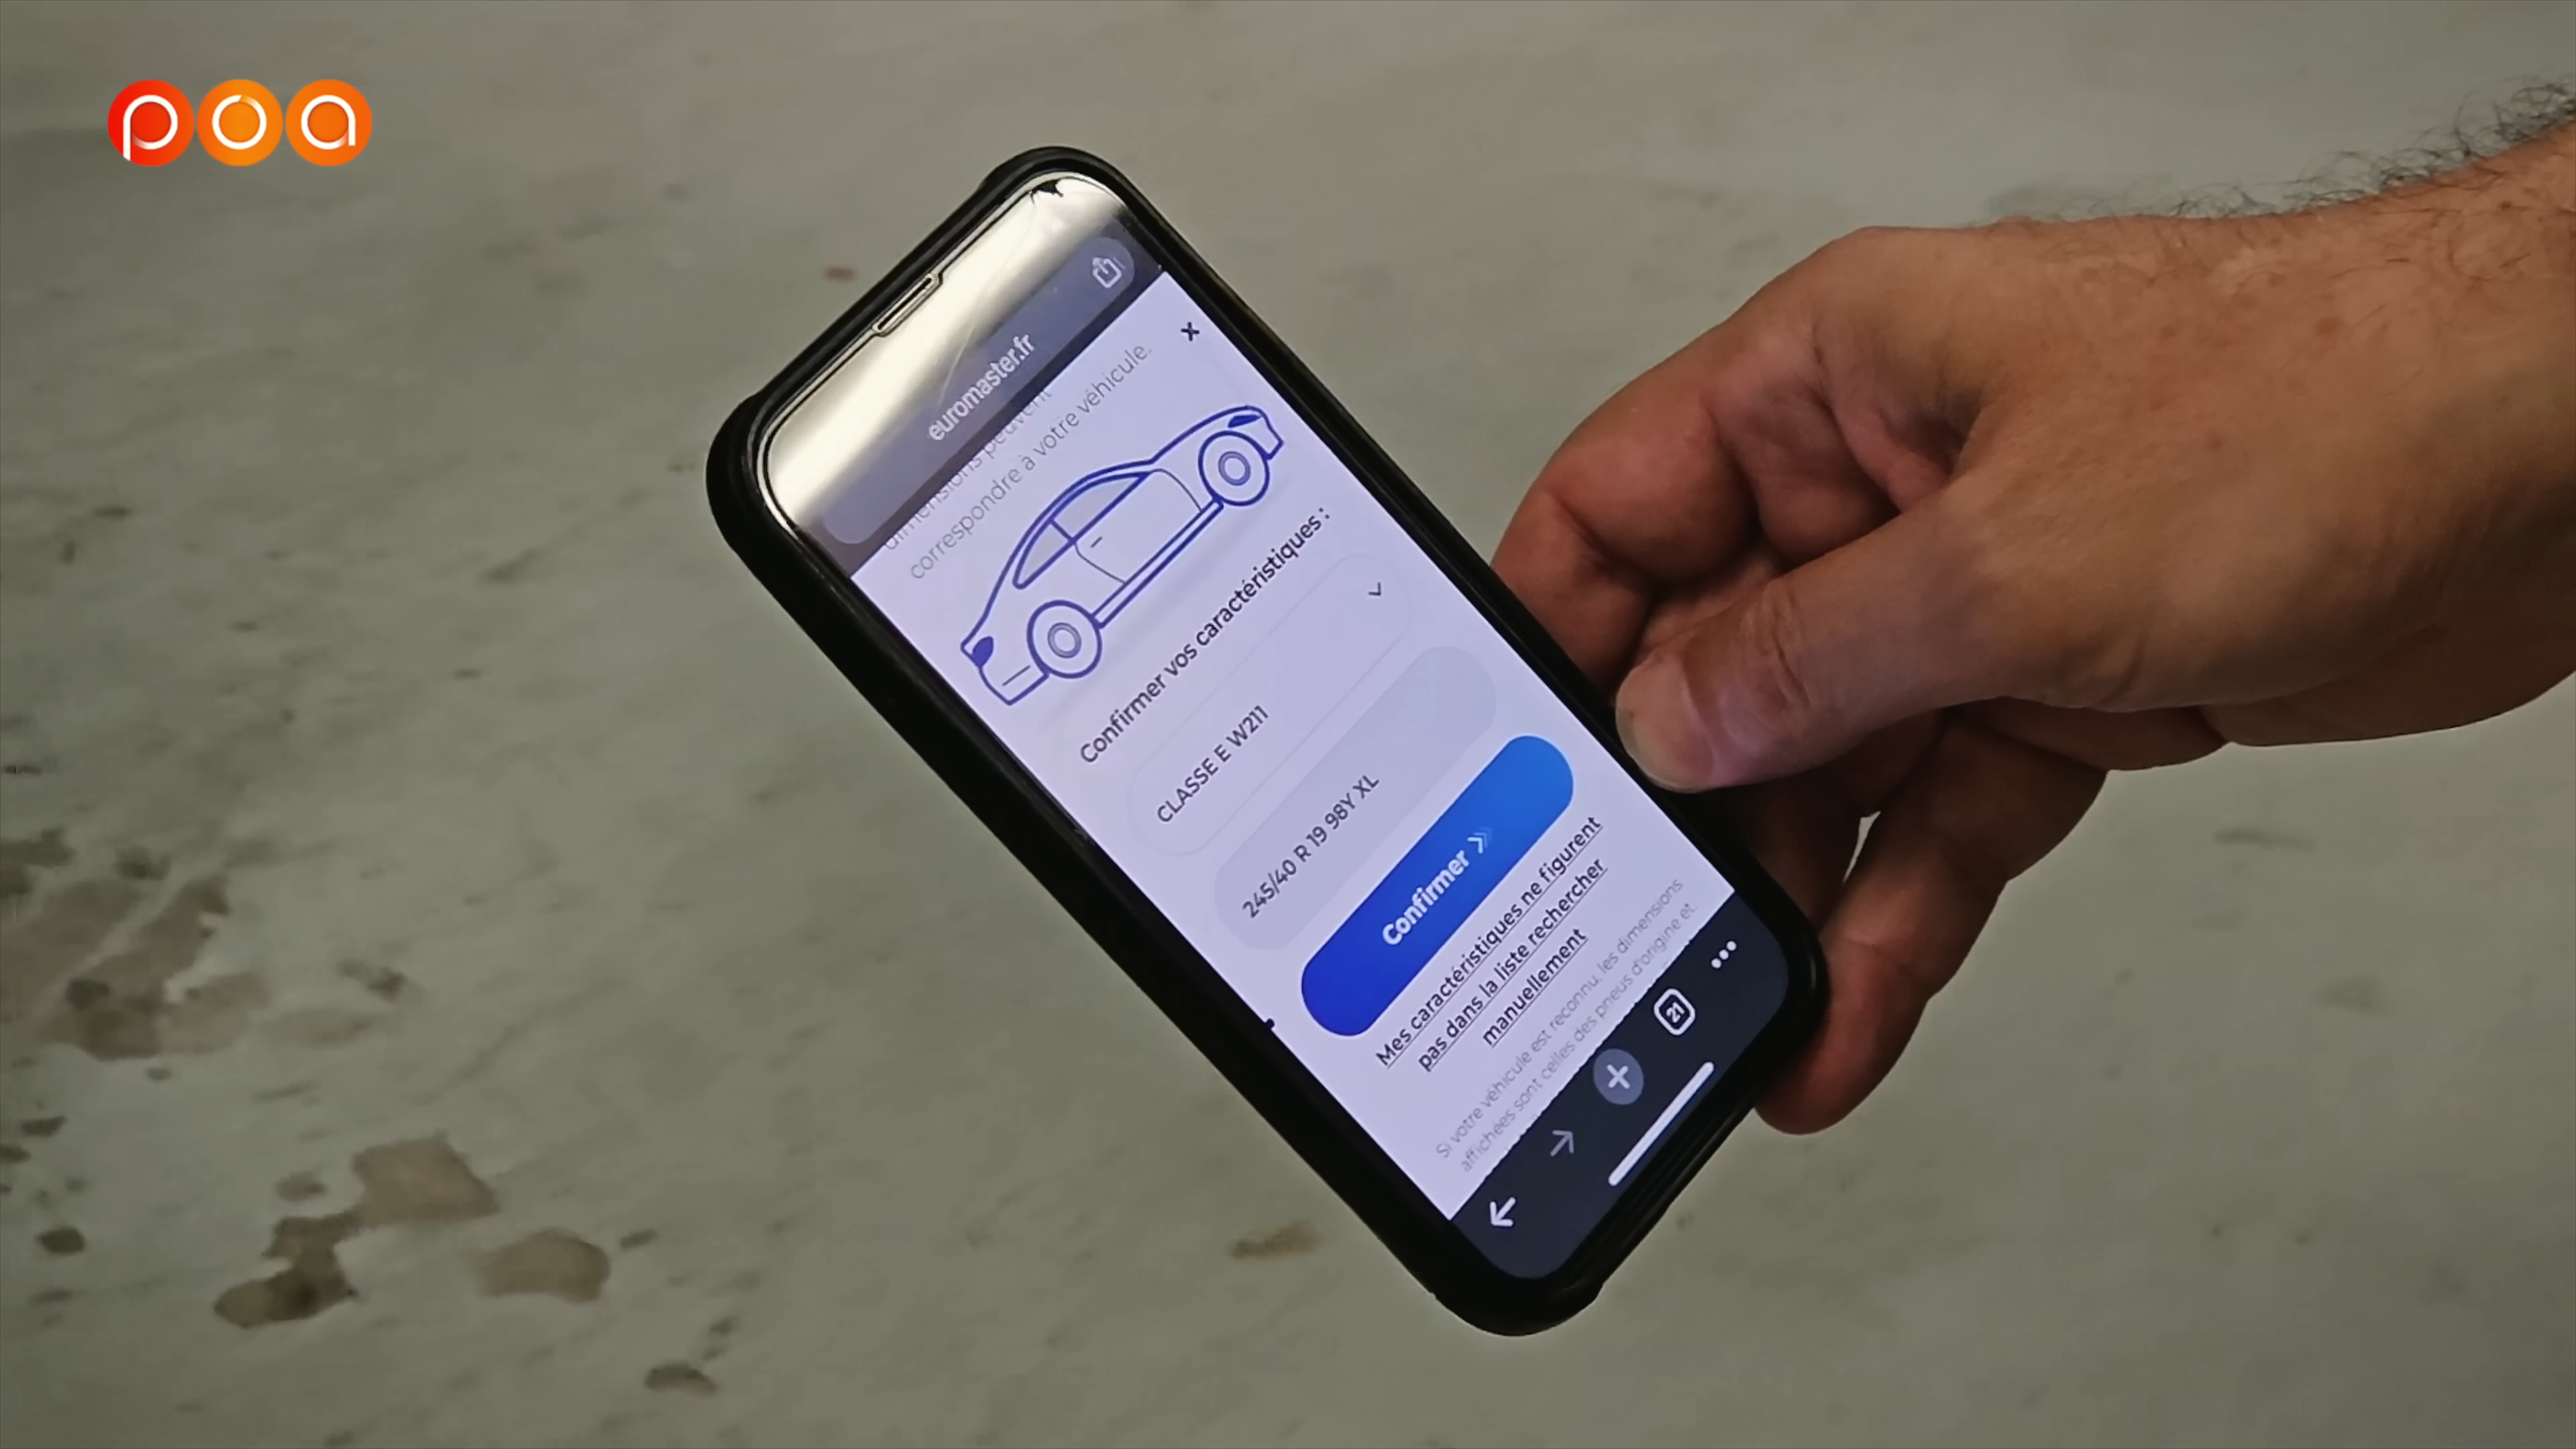 poa
euromaster.fr
dimensions peuvent
correspondre à votre véhicule.
Confirmer vos caractéristiques :
CLASSE E W211
245/40 R 19 98Y XL
Confirmer
Mes caractéristiques ne figurent
pas dans la liste rechercher
manuellement
Si votre véhicule est reconnu, les dimensions
affichées sont celles des pneus d'origine et
21